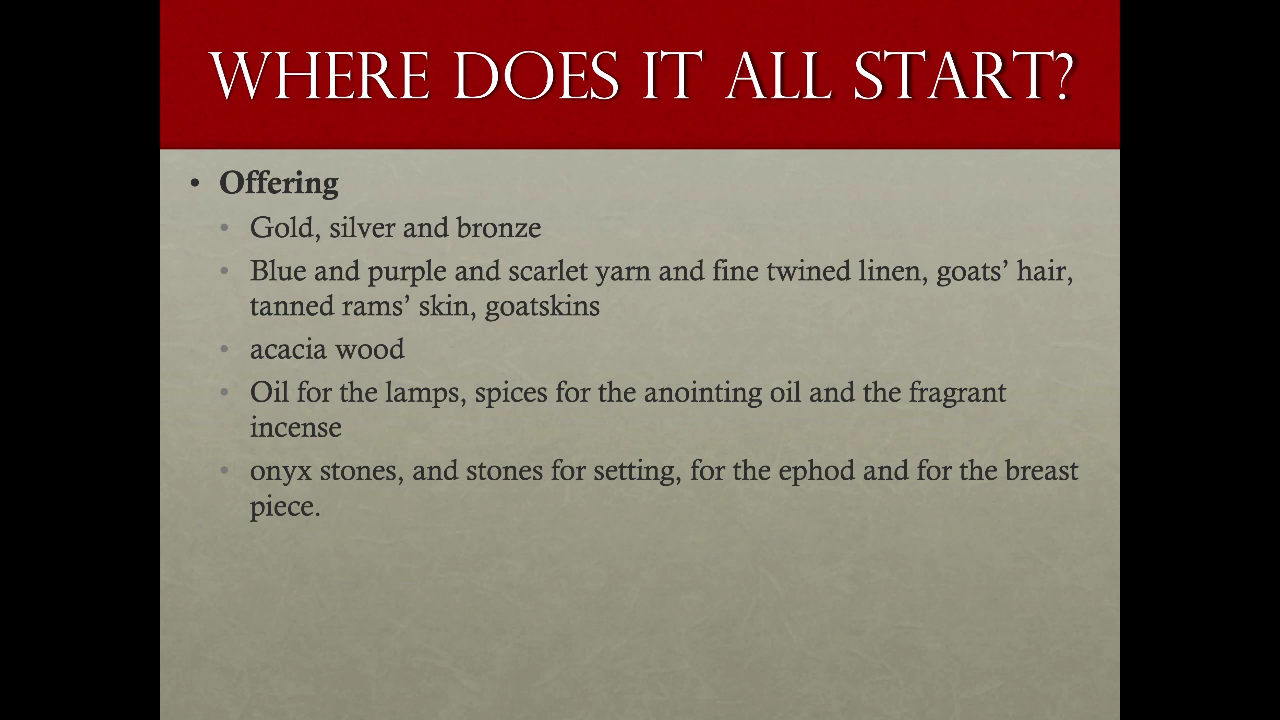 WHERE DOES IT ALL START?
• Offering
• Gold, silver and bronze
• Blue and purple and scarlet yarn and fine twined linen, goats’ hair,
tanned rams’ skin, goatskins
• acacia wood
• Oil for the lamps, spices for the anointing oil and the fragrant
incense
• onyx stones, and stones for setting, for the ephod and for the breast
piece.